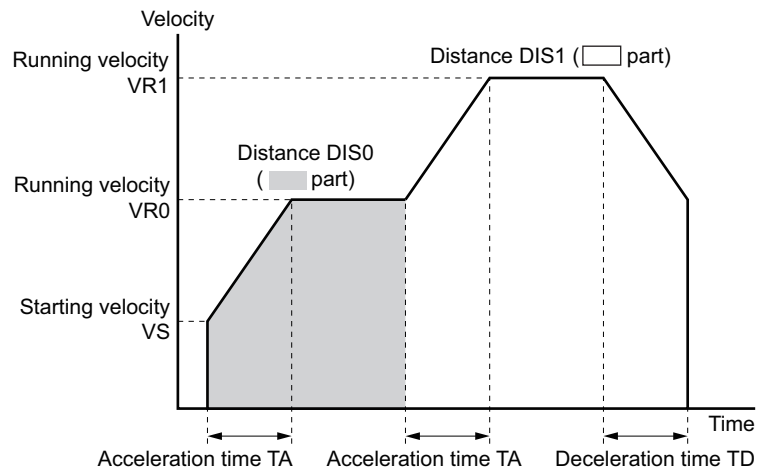 Velocity
Running velocity
VR1
Distance DIS1 ( part)
Distance DIS0
( part)
Running velocity
VR0
Starting velocity
VS
Time
Acceleration time TA
Acceleration time TA
Deceleration time TD